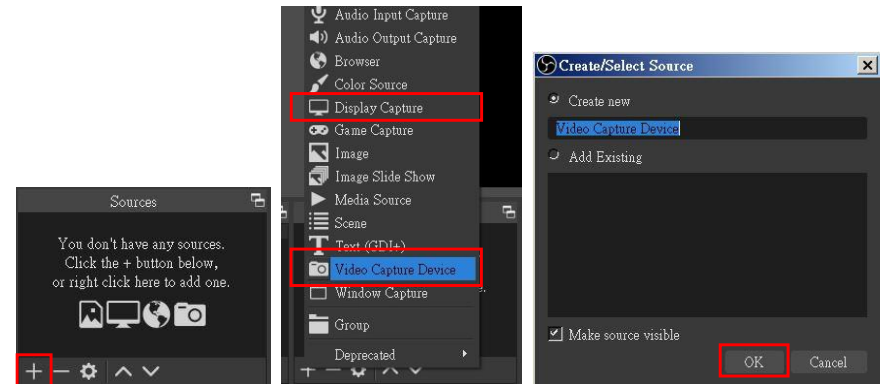 Sources
You don't have any sources.
Click the + button below,
or right click here to add one.
Audio Input Capture
Audio Output Capture
Browser
Color Source
Display Capture
Game Capture
Image
Image Slide Show
Media Source
Scene
Text (GDI+)
Video Capture Device
Window Capture
Group
Deprecated
Create/Select Source
Create new
Video Capture Device
Add Existing
Make source visible
OK Cancel